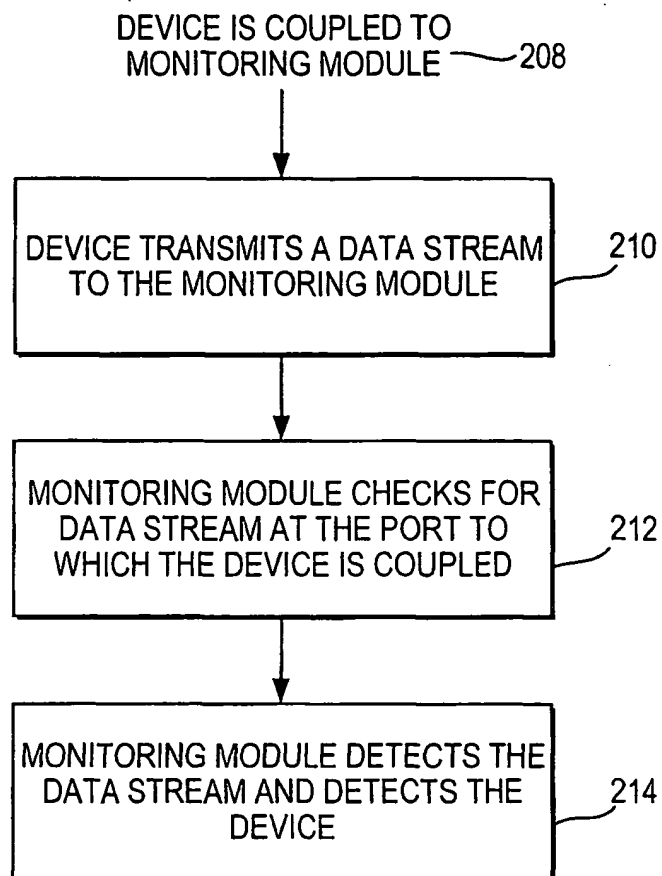 DEVICE IS COUPLED TO
MONITORING MODULE 208
DEVICE TRANSMITS A DATA STREAM
TO THE MONITORING MODULE
210
MONITORING MODULE CHECKS FOR
DATA STREAM AT THE PORT TO
WHICH THE DEVICE IS COUPLED
212
MONITORING MODULE DETECTS THE
DATA STREAM AND DETECTS THE
DEVICE
214